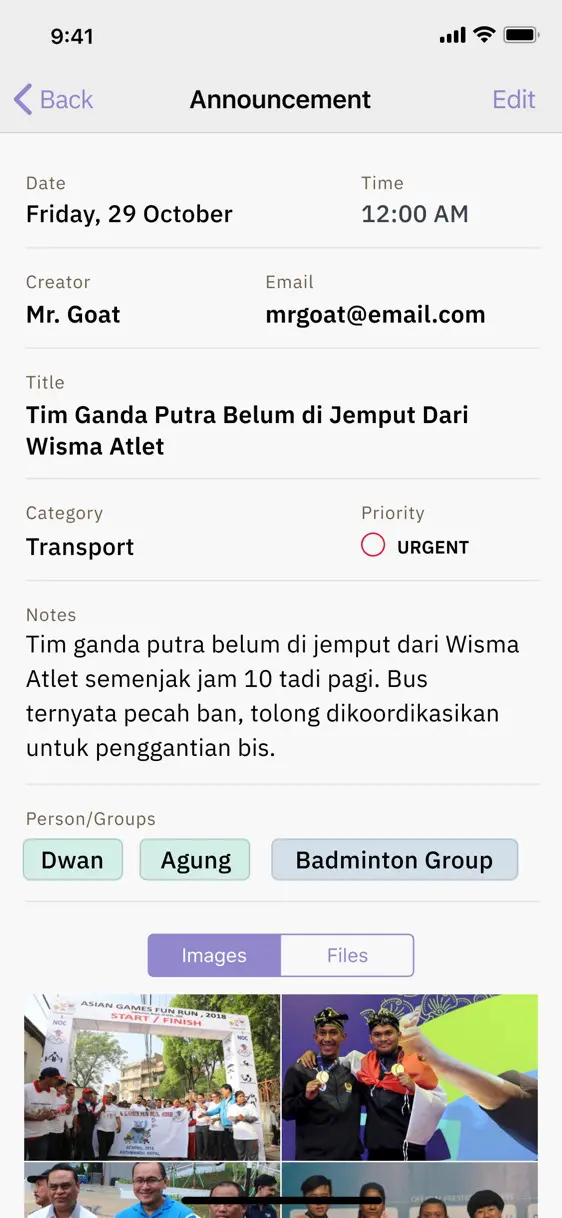 9:41
Back
Announcement
Edit
Date
Time
Friday, 29 October
12:00 AM
Creator
Email
Mr. Goat
mrgoat@email.com
Title
Tim Ganda Putra Belum di Jemput Dari
Wisma Atlet
Category
Priority
Transport
URGENT
Notes
Tim ganda putra belum di jemput dari Wisma
Atlet semenjak jam 10 tadi pagi. Bus
ternyata pecah ban, tolong dikoordikasikan
untuk penggantian bis.
Person/Groups
Dwan
Agung
Badminton Group
Images
Files
ASIAN GAMES FUN RUN, 2018
START / FINISH
NOC
NOC